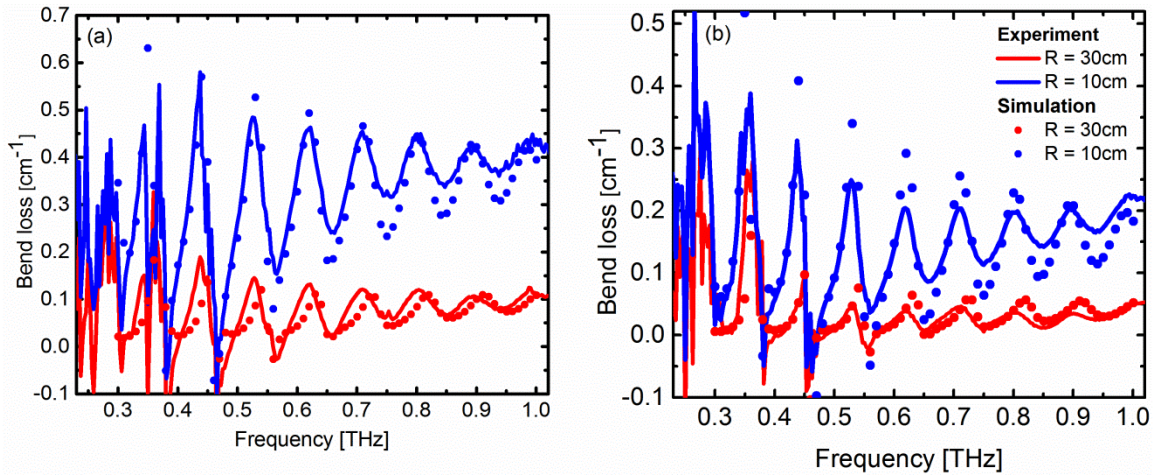 (a)
Bend loss [cm⁻¹]
0.7
0.6
0.5
0.4
0.3
0.2
0.1
0.0
-0.1
0.3 0.4 0.5 0.6 0.7 0.8 0.9 1.0
Frequency [THz]
(b)
Bend loss [cm⁻¹]
0.5
0.4
0.3
0.2
0.1
0.0
-0.1
0.3 0.4 0.5 0.6 0.7 0.8 0.9 1.0
Frequency [THz]
Experiment
R = 30cm
R = 10cm
Simulation
R = 30cm
R = 10cm